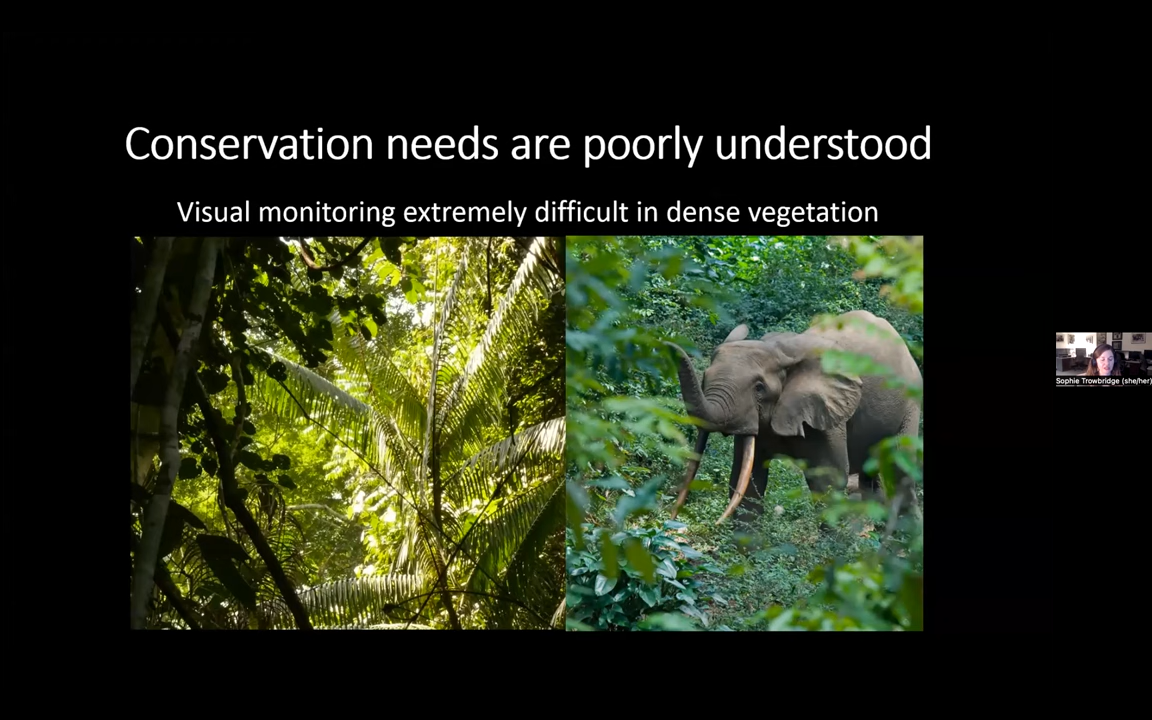 Conservation needs are poorly understood
Visual monitoring extremely difficult in dense vegetation
Sophie Trowbridge (she/her)